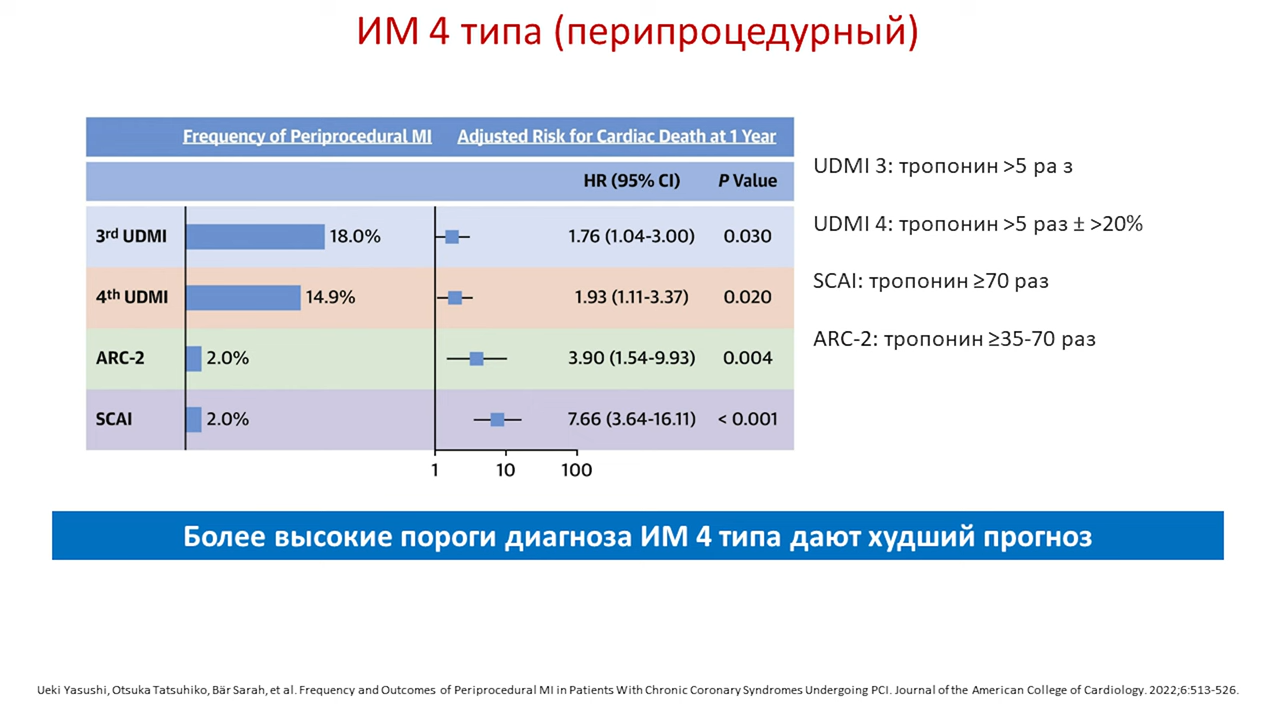 ИМ 4 типа (перипроцедурный)
Frequency of Periprocedural MI Adjusted Risk for Cardiac Death at 1 Year
HR (95% CI) P Value
3rd UDMI 18.0% 1.76 (1.04-3.00) 0.030
4th UDMI 14.9% 1.93 (1.11-3.37) 0.020
ARC-2 2.0% 3.90 (1.54-9.93) 0.004
SCAI 2.0% 7.66 (3.64-16.11) < 0.001
1 10 100
UDMI 3: тропонин >5 ра з
UDMI 4: тропонин >5 раз ± >20%
SCAI: тропонин ≥70 раз
ARC-2: тропонин ≥35-70 раз
Более высокие пороги диагноза ИМ 4 типа дают худший прогноз
Ueki Yasushi, Otsuka Tatsuhiko, Bär Sarah, et al. Frequency and Outcomes of Periprocedural MI in Patients With Chronic Coronary Syndromes Undergoing PCI. Journal of the American College of Cardiology. 2022;6:513-526.